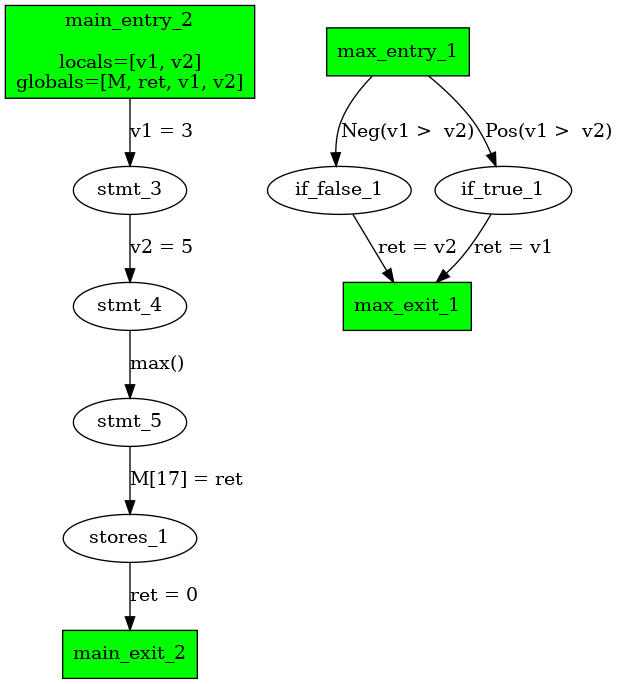 main_entry_2
locals=[v1, v2]
globals=[M, ret, v1, v2]
v1 = 3
stmt_3
v2 = 5
stmt_4
max()
stmt_5
M[17] = ret
stores_1
ret = 0
main_exit_2
max_entry_1
Neg(v1 >  v2)
Pos(v1 >  v2)
if_false_1
if_true_1
ret = v2
ret = v1
max_exit_1